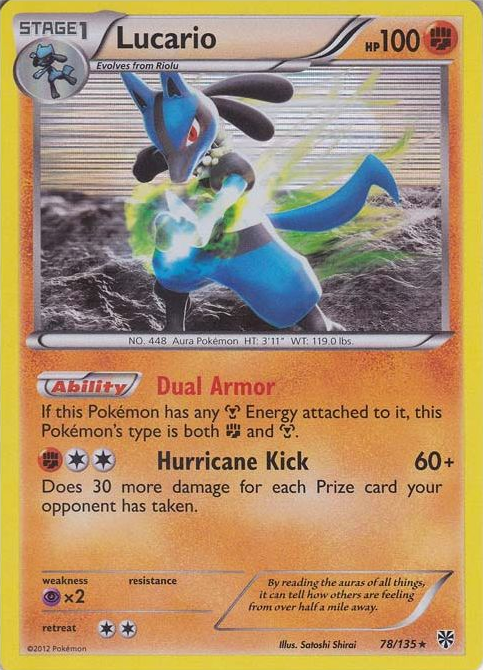 STAGE1
Lucario
HP100
Evolves from Riolu
NO. 448 Aura Pokémon HT: 3'11" WT: 119.0 lbs.
Ability Dual Armor
If this Pokémon has any Energy attached to it, this
Pokémon's type is both and .
Hurricane Kick 60+
Does 30 more damage for each Prize card your
opponent has taken.
weakness resistance
×2
retreat
By reading the auras of all things,
it can tell how others are feeling
from over half a mile away.
©2012 Pokémon
Illus. Satoshi Shirai
78/135★